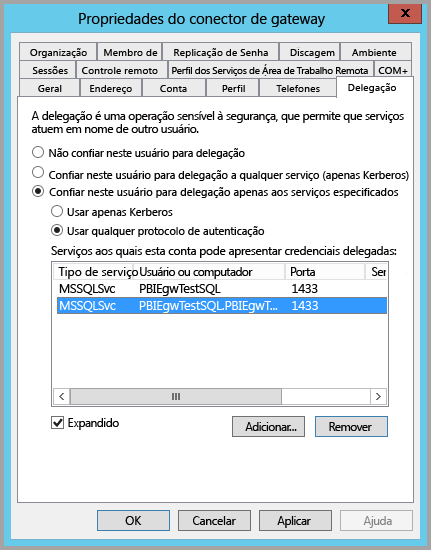 Propriedades do conector de gateway
x
Organização Membro de Replicação de Senha Discagem Ambiente
Sessões Controle remoto Perfil dos Serviços de Área de Trabalho Remota COM+
Geral Endereço Conta Perfil Telefones Delegação
A delegação é uma operação sensível à segurança, que permite que serviços
atuem em nome de outro usuário.
Não confiar neste usuário para delegação
Confiar neste usuário para delegação a qualquer serviço (apenas Kerberos)
Confiar neste usuário para delegação apenas aos serviços especificados
Usar apenas Kerberos
Usar qualquer protocolo de autenticação
Serviços aos quais esta conta pode apresentar credenciais delegadas:
Tipo de serviço Usuário ou computador Porta Ser
MSSQLSvc PBIEgwTestSQL 1433
MSSQLSvc PBIEgwTestSQL.PBIEgwT... 1433
Expandido Adicionar... Remover
OK Cancelar Aplicar Ajuda